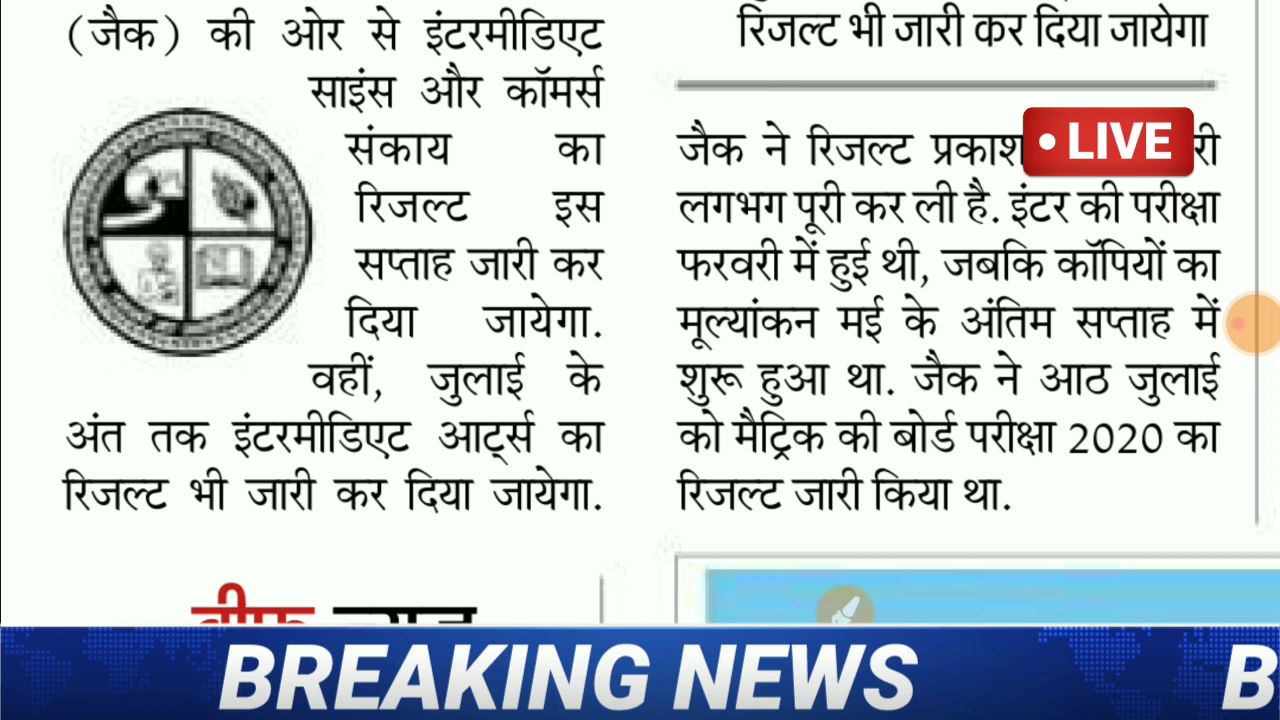 (जैक) की ओर से इंटरमीडिएट
साइंस और कॉमर्स
संकाय का
रिजल्ट इस
सप्ताह जारी कर
दिया जायेगा.
वहीं, जुलाई के
अंत तक इंटरमीडिएट आर्ट्स का
रिजल्ट भी जारी कर दिया जायेगा.
रिजल्ट भी जारी कर दिया जायेगा
जैक ने रिजल्ट
LIVE
लगभग पूरी कर ली है. इंटर की परीक्षा
फरवरी में हुई थी, जबकि कॉपियों का
मूल्यांकन मई के अंतिम सप्ताह में
शुरू हुआ था. जैक ने आठ जुलाई
को मैट्रिक की बोर्ड परीक्षा 2020 का
रिजल्ट जारी किया था.
BREAKING NEWS